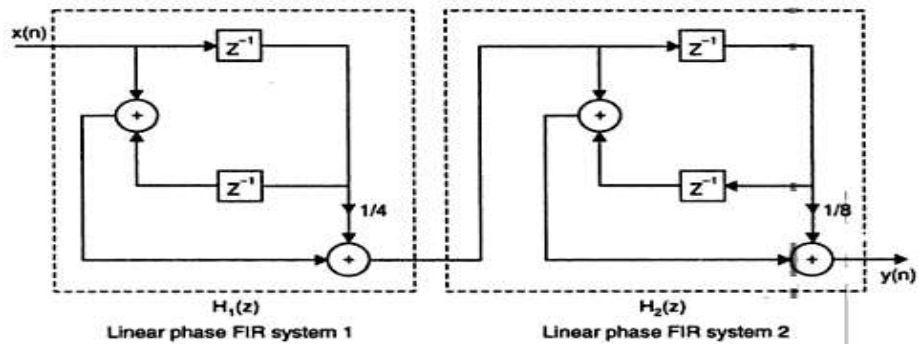 x(n)
z⁻¹
z⁻¹
+
+
z⁻¹
z⁻¹
1/4
1/8
+
+
y(n)
H₁(z)
H₂(z)
Linear phase FIR system 1
Linear phase FIR system 2